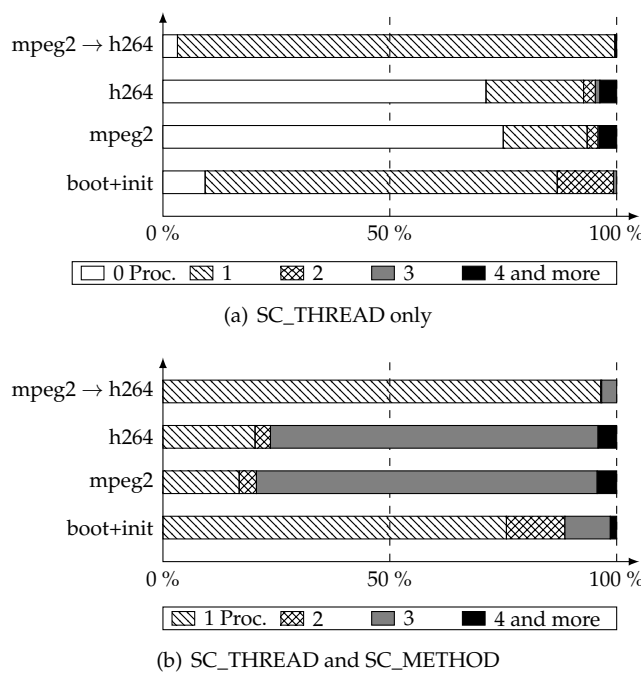 mpeg2 → h264
h264
mpeg2
boot+init
0 % 50 % 100 %
0 Proc. 1 2 3 4 and more
(a) SC_THREAD only
mpeg2 → h264
h264
mpeg2
boot+init
0 % 50 % 100 %
1 Proc. 2 3 4 and more
(b) SC_THREAD and SC_METHOD